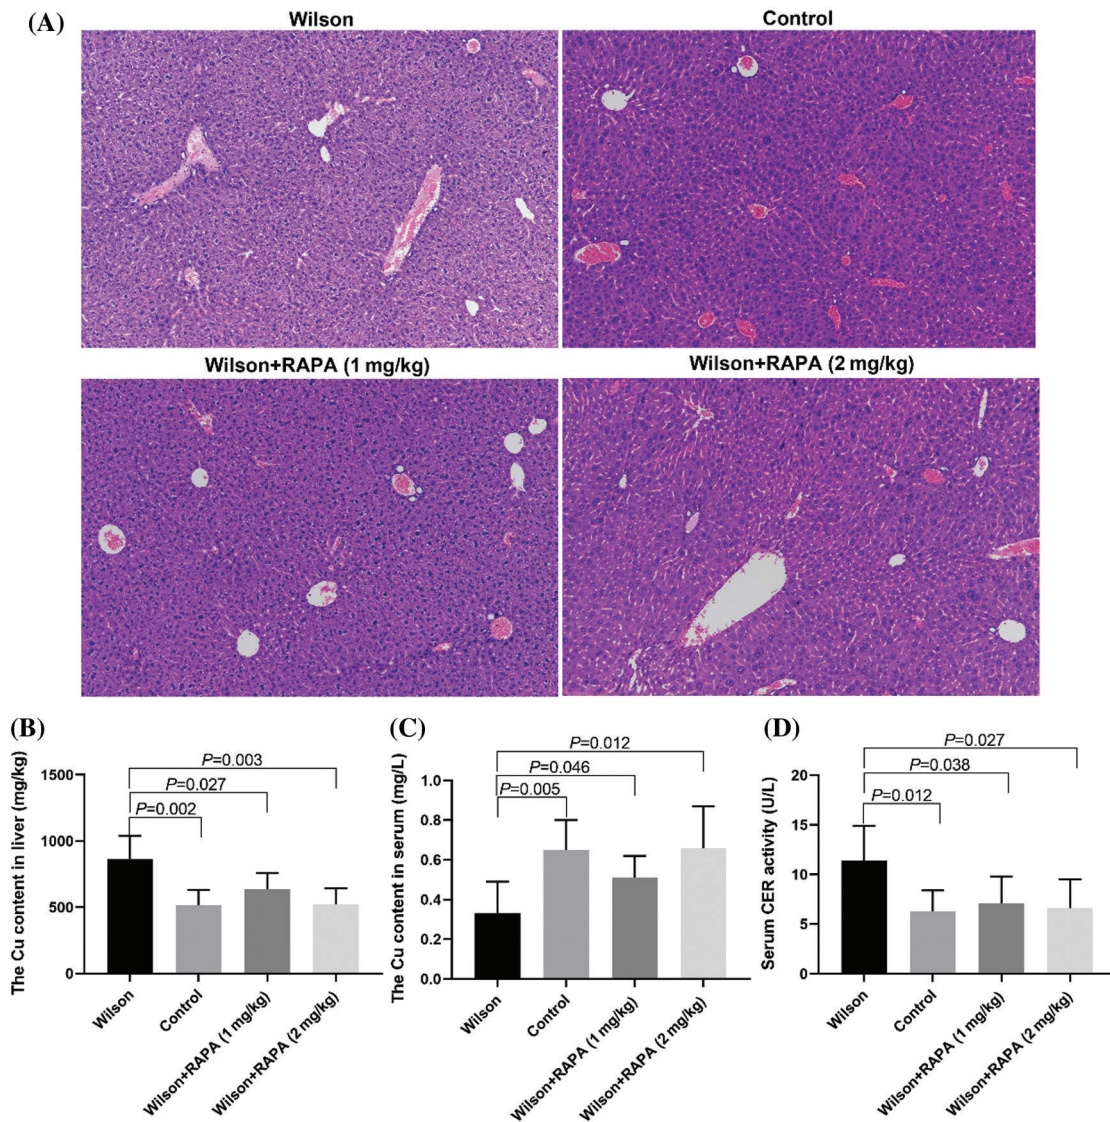 (A)
Wilson
Control
Wilson+RAPA (1 mg/kg)
Wilson+RAPA (2 mg/kg)
(B)
The Cu content in liver (mg/kg)
1500
1000
500
0
P=0.003
P=0.027
P=0.002
Wilson
Control
Wilson+RAPA (1 mg/kg)
Wilson+RAPA (2 mg/kg)
(C)
The Cu content in serum (mg/L)
1.0
0.8
0.6
0.4
0.2
0.0
P=0.012
P=0.046
P=0.005
Wilson
Control
Wilson+RAPA (1 mg/kg)
Wilson+RAPA (2 mg/kg)
(D)
Serum CER activity (U/L)
20
15
10
5
0
P=0.027
P=0.038
P=0.012
Wilson
Control
Wilson+RAPA (1 mg/kg)
Wilson+RAPA (2 mg/kg)